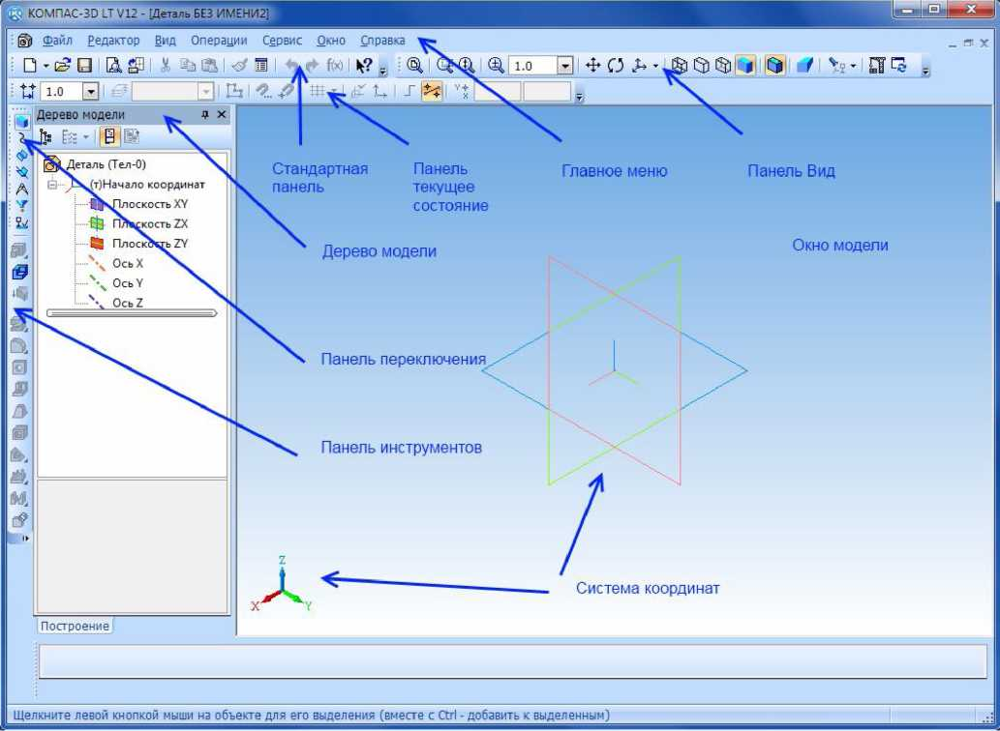 КОМПАС-3D LT V12 - [Деталь БЕЗ ИМЕНИ2]
Файл Редактор Вид Операции Сервис Окно Справка
f(x) 1.0
1.0
Дерево модели
Деталь (Тел-0)
(т)Начало координат
Плоскость XY
Плоскость ZX
Плоскость ZY
Ось X
Ось Y
Ось Z
Стандартная
панель
Панель
текущее
состояние
Главное меню
Панель Вид
Дерево модели
Окно модели
Панель переключения
Панель инструментов
Система координат
Z
X
Y
Построение
Щелкните левой кнопкой мыши на объекте для его выделения (вместе с Ctrl - добавить к выделенным)